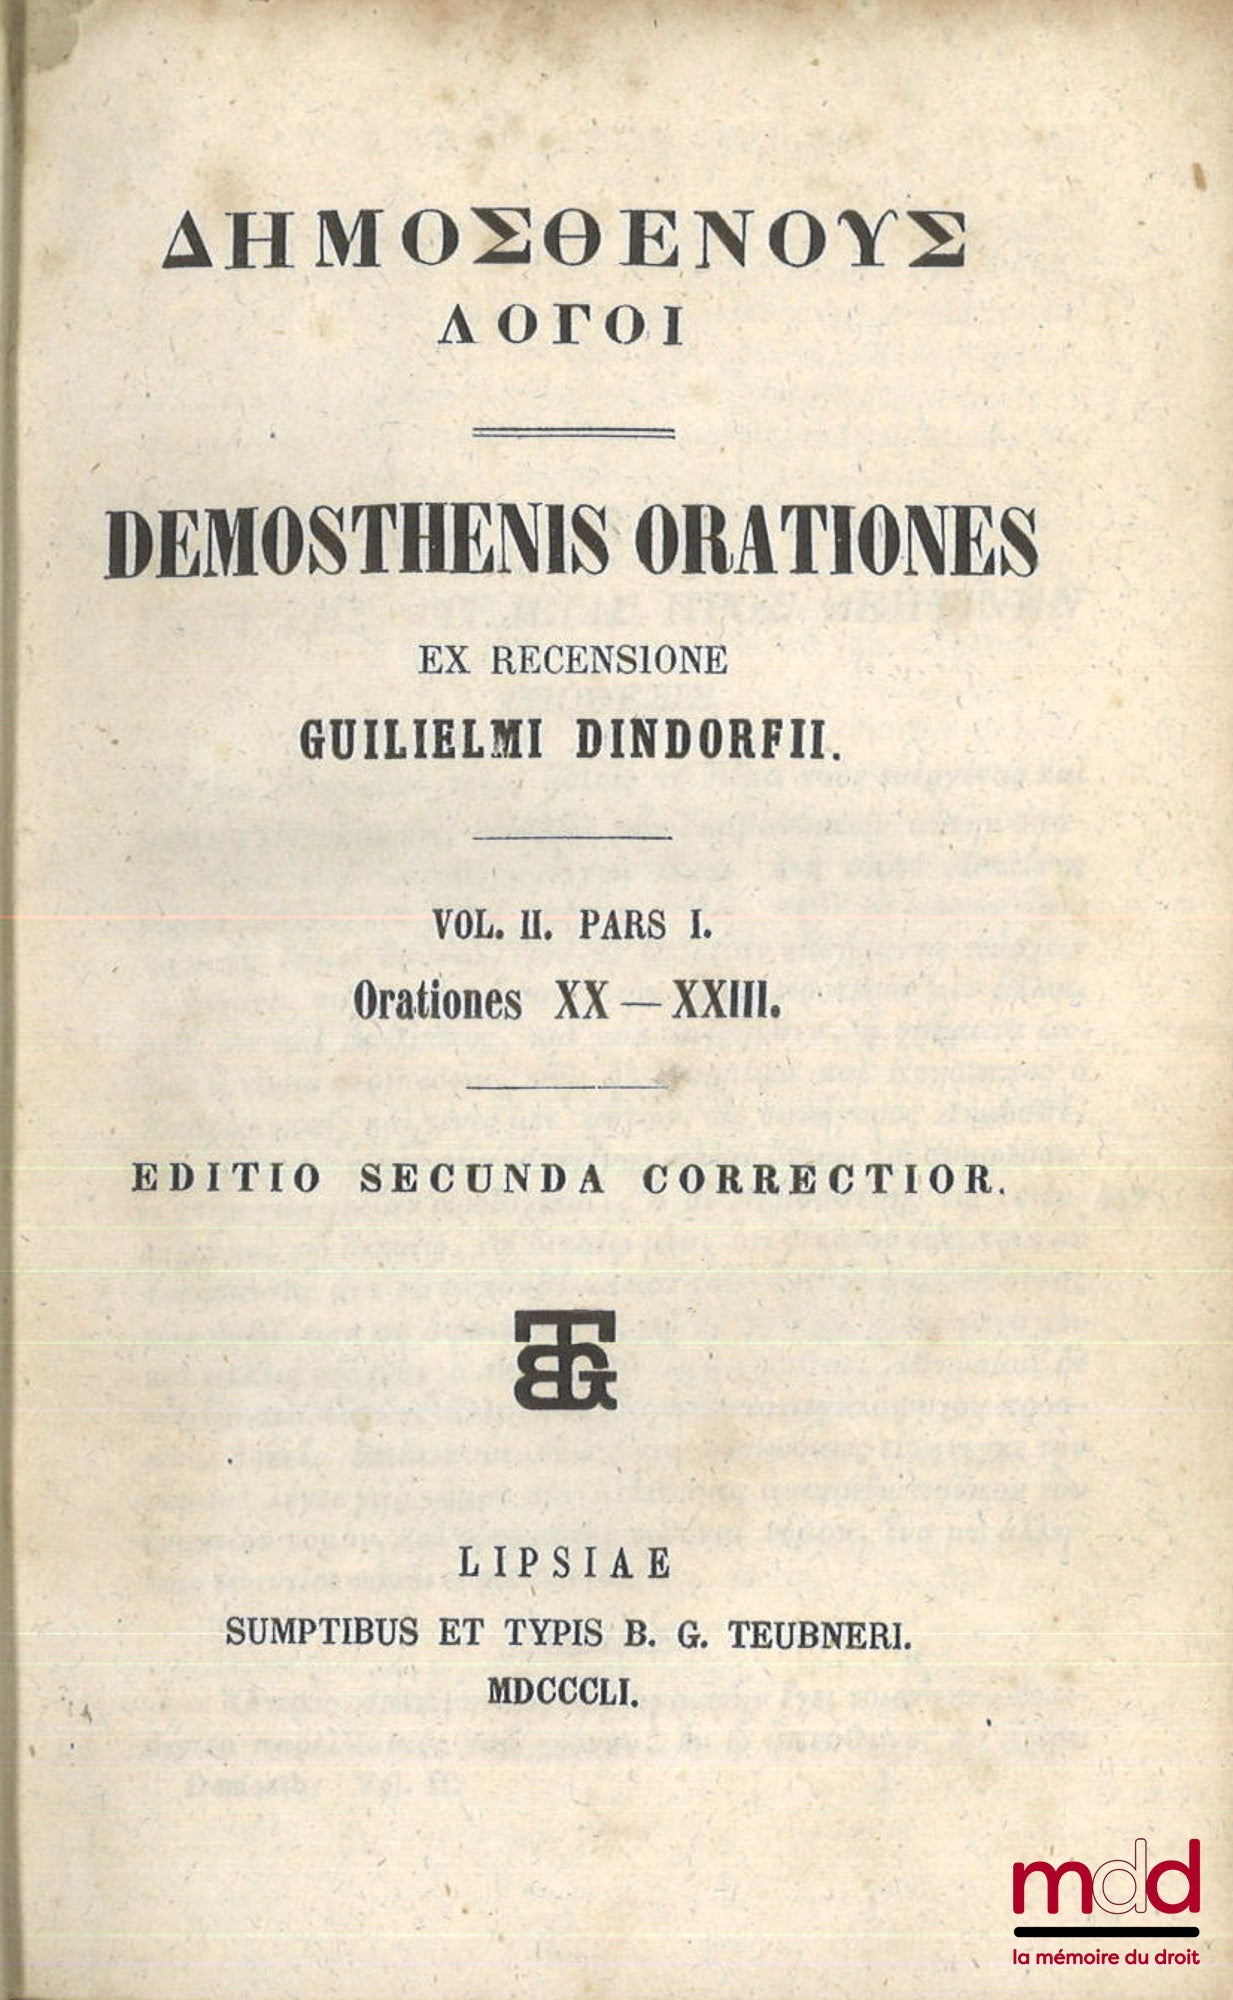 ΔΗΜΟΣΘΕΝΟΥΣ
ΛΟΓΟΙ
DEMOSTHENIS ORATIONES
EX RECENSIONE
GUILIELMI DINDORFII.
VOL. II. PARS I.
Orationes XX — XXIII.
EDITIO SECUNDA CORRECTIOR.
BTG
LIPSIAE
SUMPTIBUS ET TYPIS B. G. TEUBNERI.
MDCCCLI.
mdd
la mémoire du droit